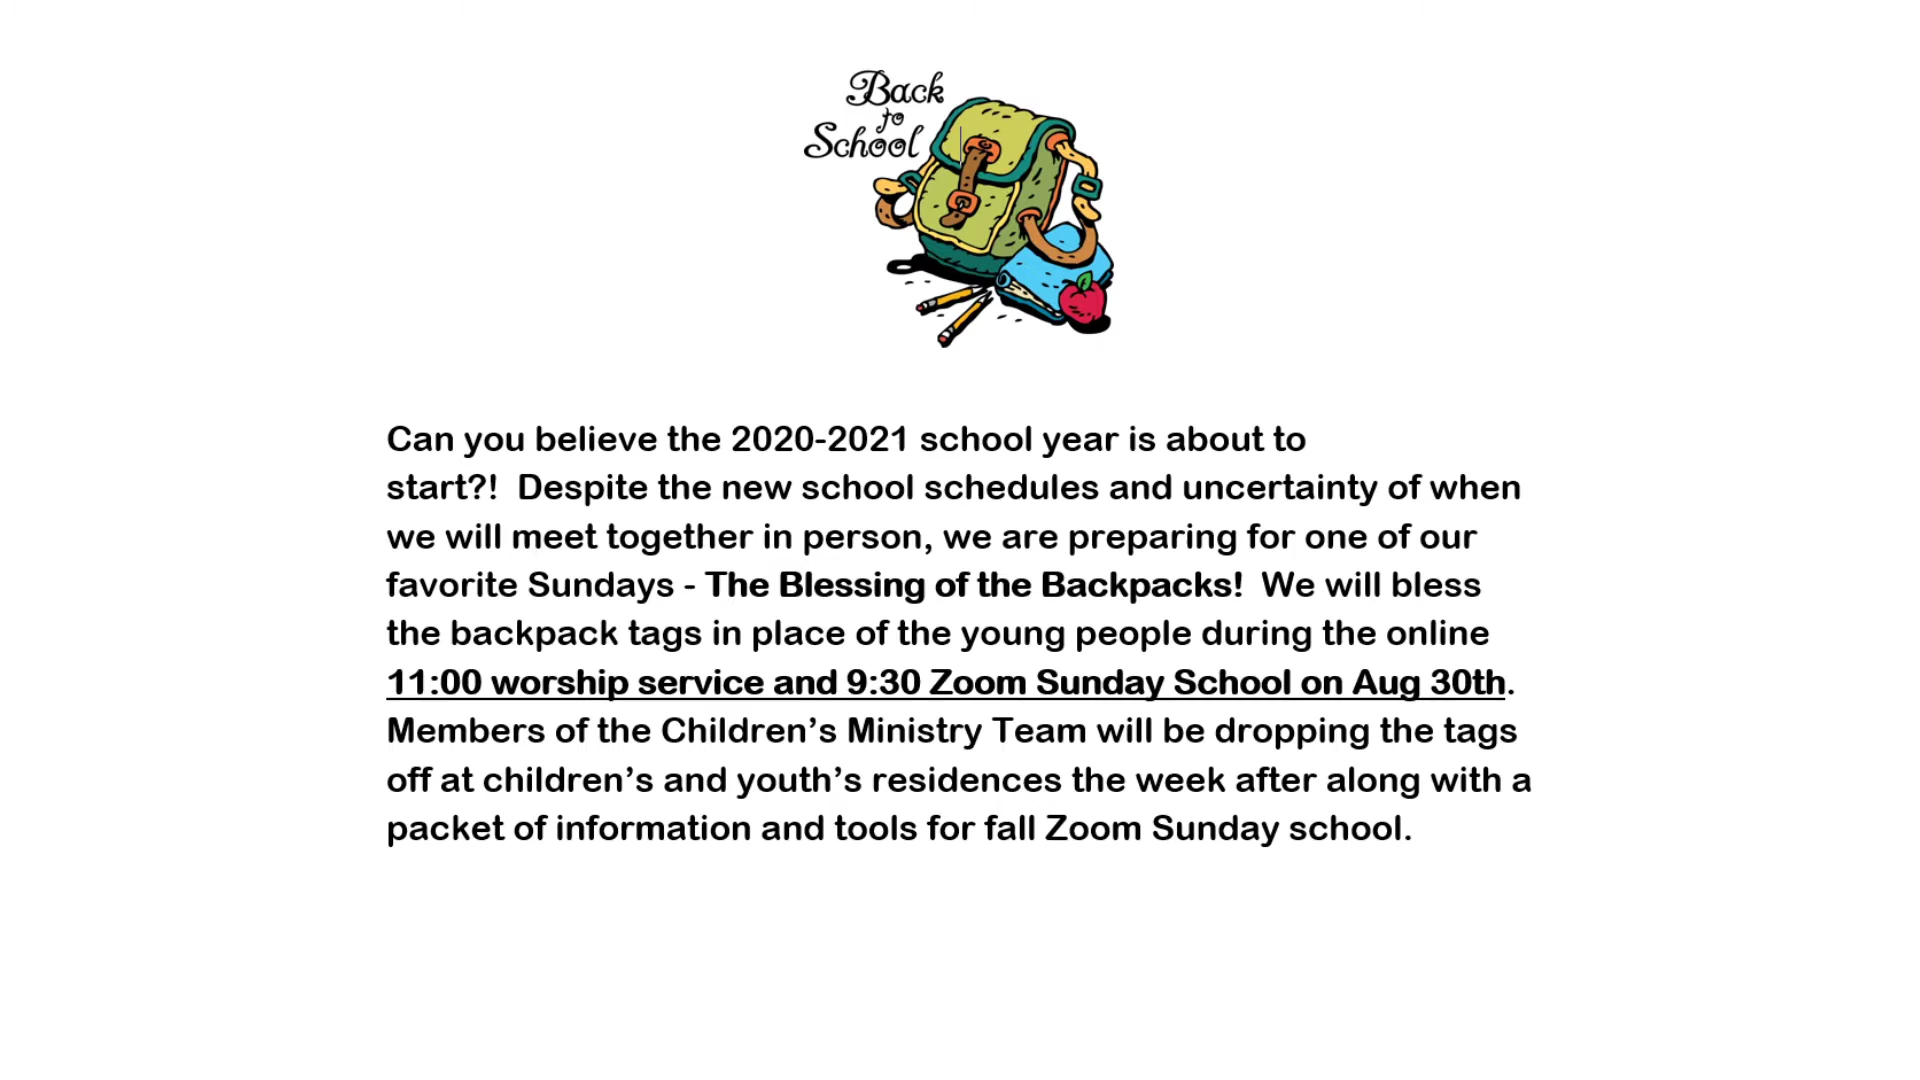 Back
to
School
Can you believe the 2020-2021 school year is about to
start?!  Despite the new school schedules and uncertainty of when
we will meet together in person, we are preparing for one of our
favorite Sundays - The Blessing of the Backpacks!  We will bless
the backpack tags in place of the young people during the online
11:00 worship service and 9:30 Zoom Sunday School on Aug 30th.
Members of the Children’s Ministry Team will be dropping the tags
off at children’s and youth’s residences the week after along with a
packet of information and tools for fall Zoom Sunday school.